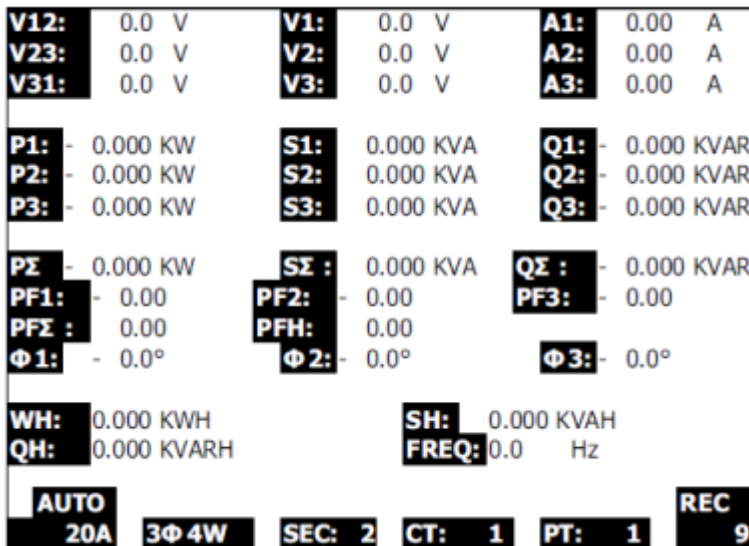 V12: 0.0 V V1: 0.0 V A1: 0.00 A
V23: 0.0 V V2: 0.0 V A2: 0.00 A
V31: 0.0 V V3: 0.0 V A3: 0.00 A
P1: - 0.000 KW S1: 0.000 KVA Q1: - 0.000 KVAR
P2: - 0.000 KW S2: 0.000 KVA Q2: - 0.000 KVAR
P3: - 0.000 KW S3: 0.000 KVA Q3: - 0.000 KVAR
PΣ - 0.000 KW SΣ : 0.000 KVA QΣ : - 0.000 KVAR
PF1: - 0.00 PF2: - 0.00 PF3: - 0.00
PFΣ : 0.00 PFH: 0.00
Φ1: - 0.0° Φ2: - 0.0° Φ3: - 0.0°
WH: 0.000 KWH SH: 0.000 KVAH
QH: 0.000 KVARH FREQ: 0.0 Hz
AUTO REC
20A 3Φ4W SEC: 2 CT: 1 PT: 1 9